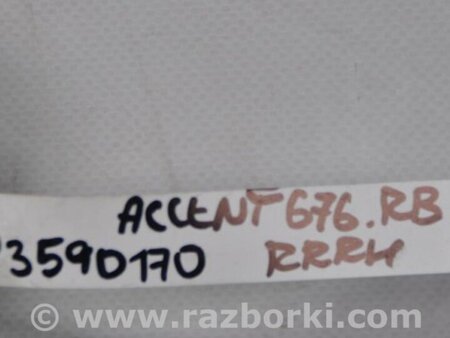 ACCENT 676.RB
3590170 RRRH
© www.razborki.com